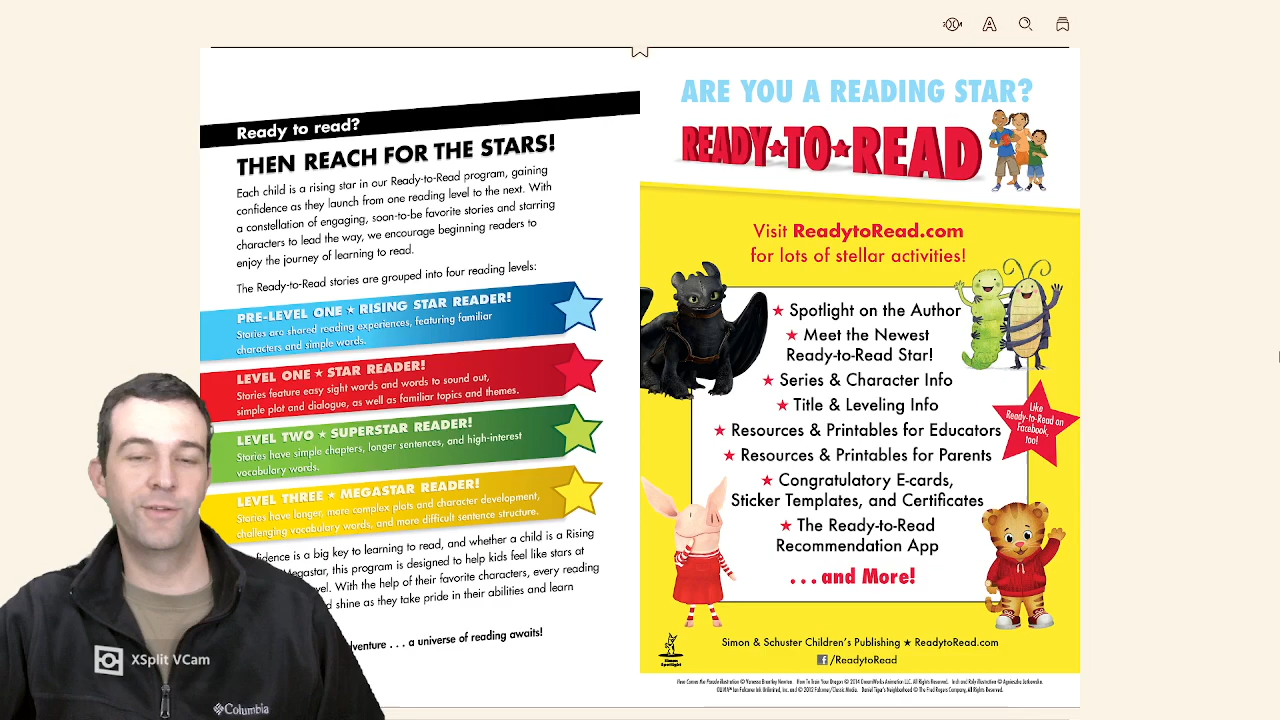 Ready to read?
THEN REACH FOR THE STARS!
Each child is a rising star in our Ready-to-Read program, gaining
confidence as they launch from one reading level to the next. With
a constellation of engaging, soon-to-be favorite stories and starring
characters to lead the way, we encourage beginning readers to
enjoy the journey of learning to read.
The Ready-to-Read stories are grouped into four reading levels:
PRE-LEVEL ONE ★ RISING STAR READER!
Stories are shared reading experiences, featuring familiar
characters and simple words.
LEVEL ONE ★ STAR READER!
Stories feature easy sight words and words to sound out,
simple plot and dialogue, as well as familiar topics and themes.
LEVEL TWO ★ SUPERSTAR READER!
Stories have simple chapters, longer sentences, and high-interest
vocabulary words.
LEVEL THREE ★ MEGASTAR READER!
Stories have longer, more complex plots and character development,
challenging vocabulary words, and more difficult sentence structure.
fidence is a big key to learning to read, and whether a child is a Rising
Megastar, this program is designed to help kids feel like stars at
vel. With the help of their favorite characters, every reading
d shine as they take pride in their abilities and learn
dventure . . . a universe of reading awaits!
ARE YOU A READING STAR?
READY★TO★READ
Visit ReadytoRead.com
for lots of stellar activities!
★ Spotlight on the Author
★ Meet the Newest
Ready-to-Read Star!
★ Series & Character Info
★ Title & Leveling Info
★ Resources & Printables for Educators
★ Resources & Printables for Parents
★ Congratulatory E-cards,
Sticker Templates, and Certificates
★ The Ready-to-Read
Recommendation App
. . . and More!
Like
Ready-to-Read on
Facebook,
too!
Simon
Spotlight
Simon & Schuster Children's Publishing ★ ReadytoRead.com
f /ReadytoRead
XSplit VCam
Columbia